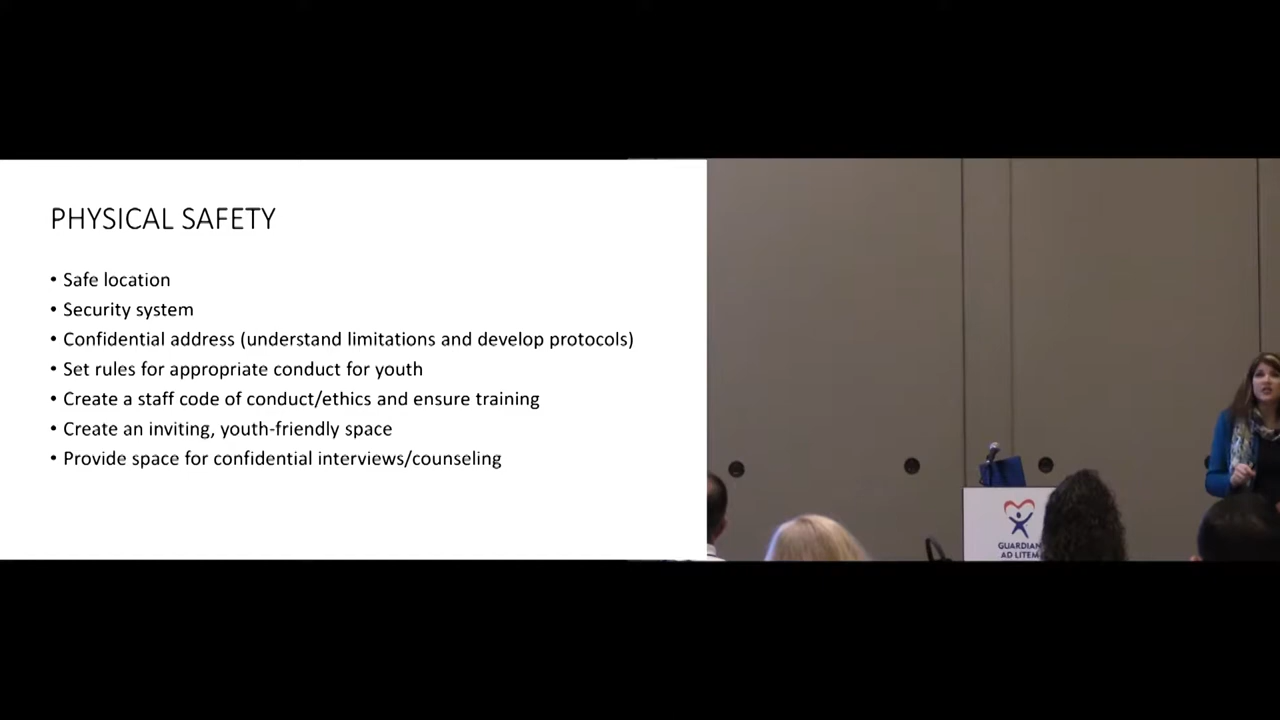 PHYSICAL SAFETY
• Safe location
• Security system
• Confidential address (understand limitations and develop protocols)
• Set rules for appropriate conduct for youth
• Create a staff code of conduct/ethics and ensure training
• Create an inviting, youth-friendly space
• Provide space for confidential interviews/counseling
GUARDIAN
AD LITEM